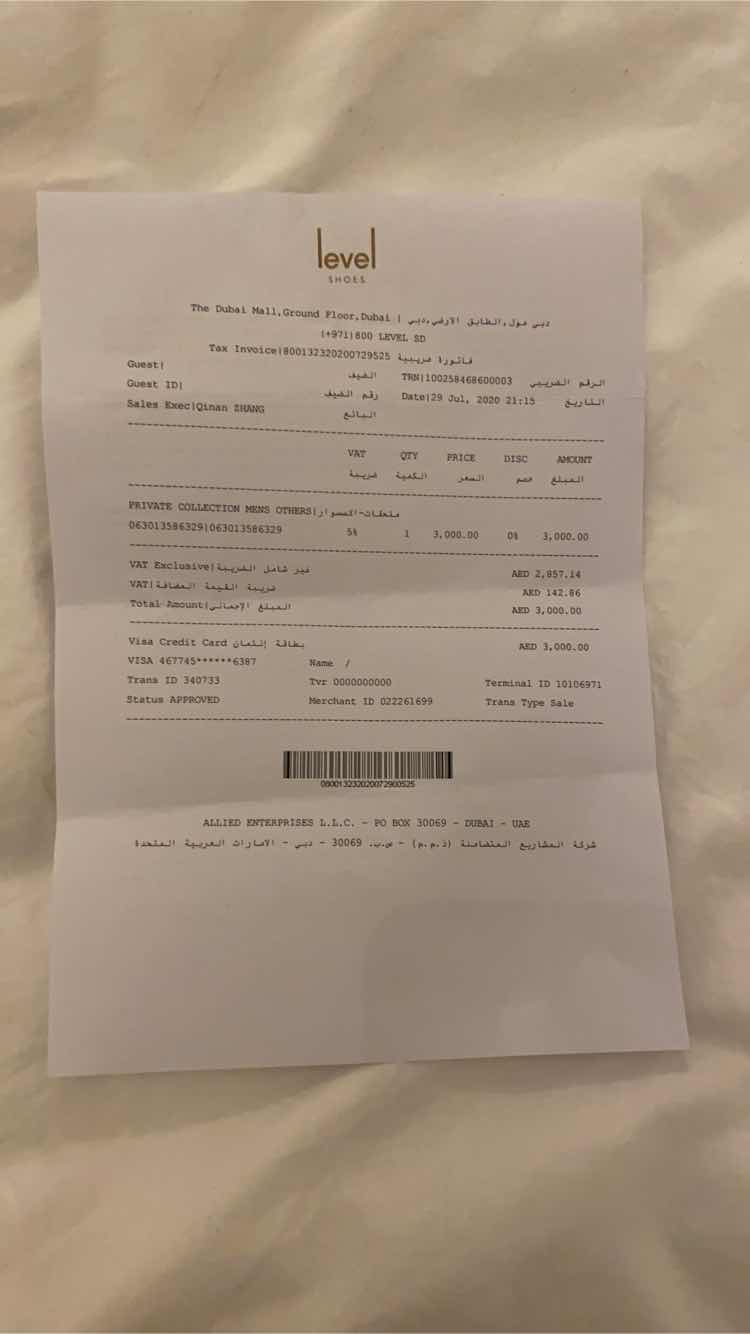 level
SHOES
The Dubai Mall,Ground Floor,Dubai | دبي مول,الطابق الارضي,دبي
(+971)800 LEVEL SD
Tax Invoice|800132320200729525 فاتورة ضريبية
Guest| الضيف TRN|100258468600003 الرقم الضريبي
Guest ID| رقم الضيف Date|29 Jul, 2020 21:15 التاريخ
Sales Exec|Qinan ZHANG البائع
VAT QTY PRICE DISC AMOUNT
ضريبة الكمية السعر خصم المبلغ
PRIVATE COLLECTION MENS OTHERS|متعلقات-اكسسوار
063013586329|063013586329 5% 1 3,000.00 0% 3,000.00
VAT Exclusive|غير شامل الضريبة AED 2,857.14
VAT|ضريبة القيمة المضافة AED 142.86
Total Amount|المبلغ الإجمالي AED 3,000.00
Visa Credit Card بطاقة إئتمان AED 3,000.00
VISA 467745******6387 Name /
Trans ID 340733 Tvr 0000000000 Terminal ID 10106971
Status APPROVED Merchant ID 022261699 Trans Type Sale
08001323202007290­0525
ALLIED ENTERPRISES L.L.C. - PO BOX 30069 - DUBAI - UAE
شركة المشاريع المتضامنة (ذ.م.م) - ص.ب. 30069 - دبي - الامارات العربية المتحدة